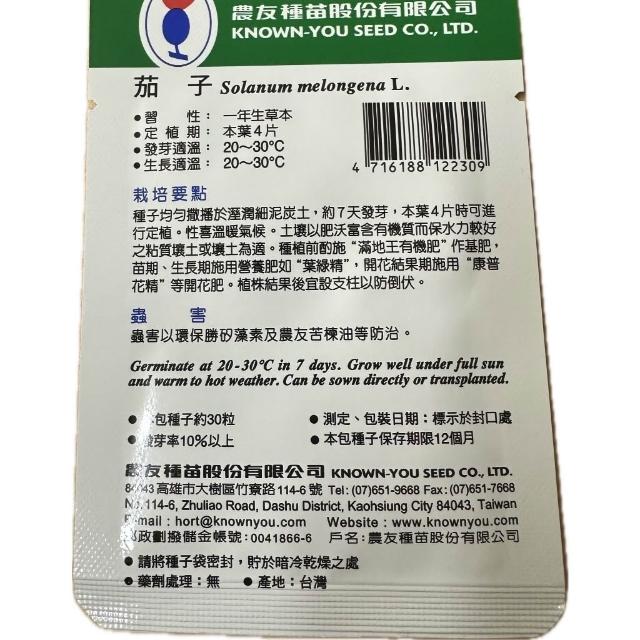 農友種苗股份有限公司
KNOWN-YOU SEED CO., LTD.
茄 子 Solanum melongena L.
●習 性: 一年生草本
●定 植 期: 本葉4片
●發芽適溫: 20~30℃
●生長適溫: 20~30℃
4 716188 122309
栽培要點
種子均勻撒播於溼潤細泥炭土,約7天發芽,本葉4片時可進
行定植。性喜溫暖氣候。土壤以肥沃富含有機質而保水力較好
之粘質壤土或壤土為適。種植前酌施“滿地王有機肥”作基肥,
苗期、生長期施用營養肥如“葉綠精”,開花結果期施用“康普
花精”等開花肥。植株結果後宜設支柱以防倒伏。
蟲 害
蟲害以環保勝矽藻素及農友苦楝油等防治。
Germinate at 20-30℃ in 7 days. Grow well under full sun
and warm to hot weather. Can be sown directly or transplanted.
●包種子約30粒 ●測定、包裝日期:標示於封口處
●發芽率10%以上 ●本包種子保存期限12個月
農友種苗股份有限公司 KNOWN-YOU SEED CO., LTD.
84043高雄市大樹區竹寮路114-6號 Tel:(07)651-9668 Fax:(07)651-7668
No.114-6, Zhuliao Road, Dashu District, Kaohsiung City 84043, Taiwan
E-mail : hort@knownyou.com Website : www.knownyou.com
郵政劃撥儲金帳號:0041866-6 戶名:農友種苗股份有限公司
●請將種子袋密封,貯於暗冷乾燥之處
●藥劑處理:無 ●產地:台灣